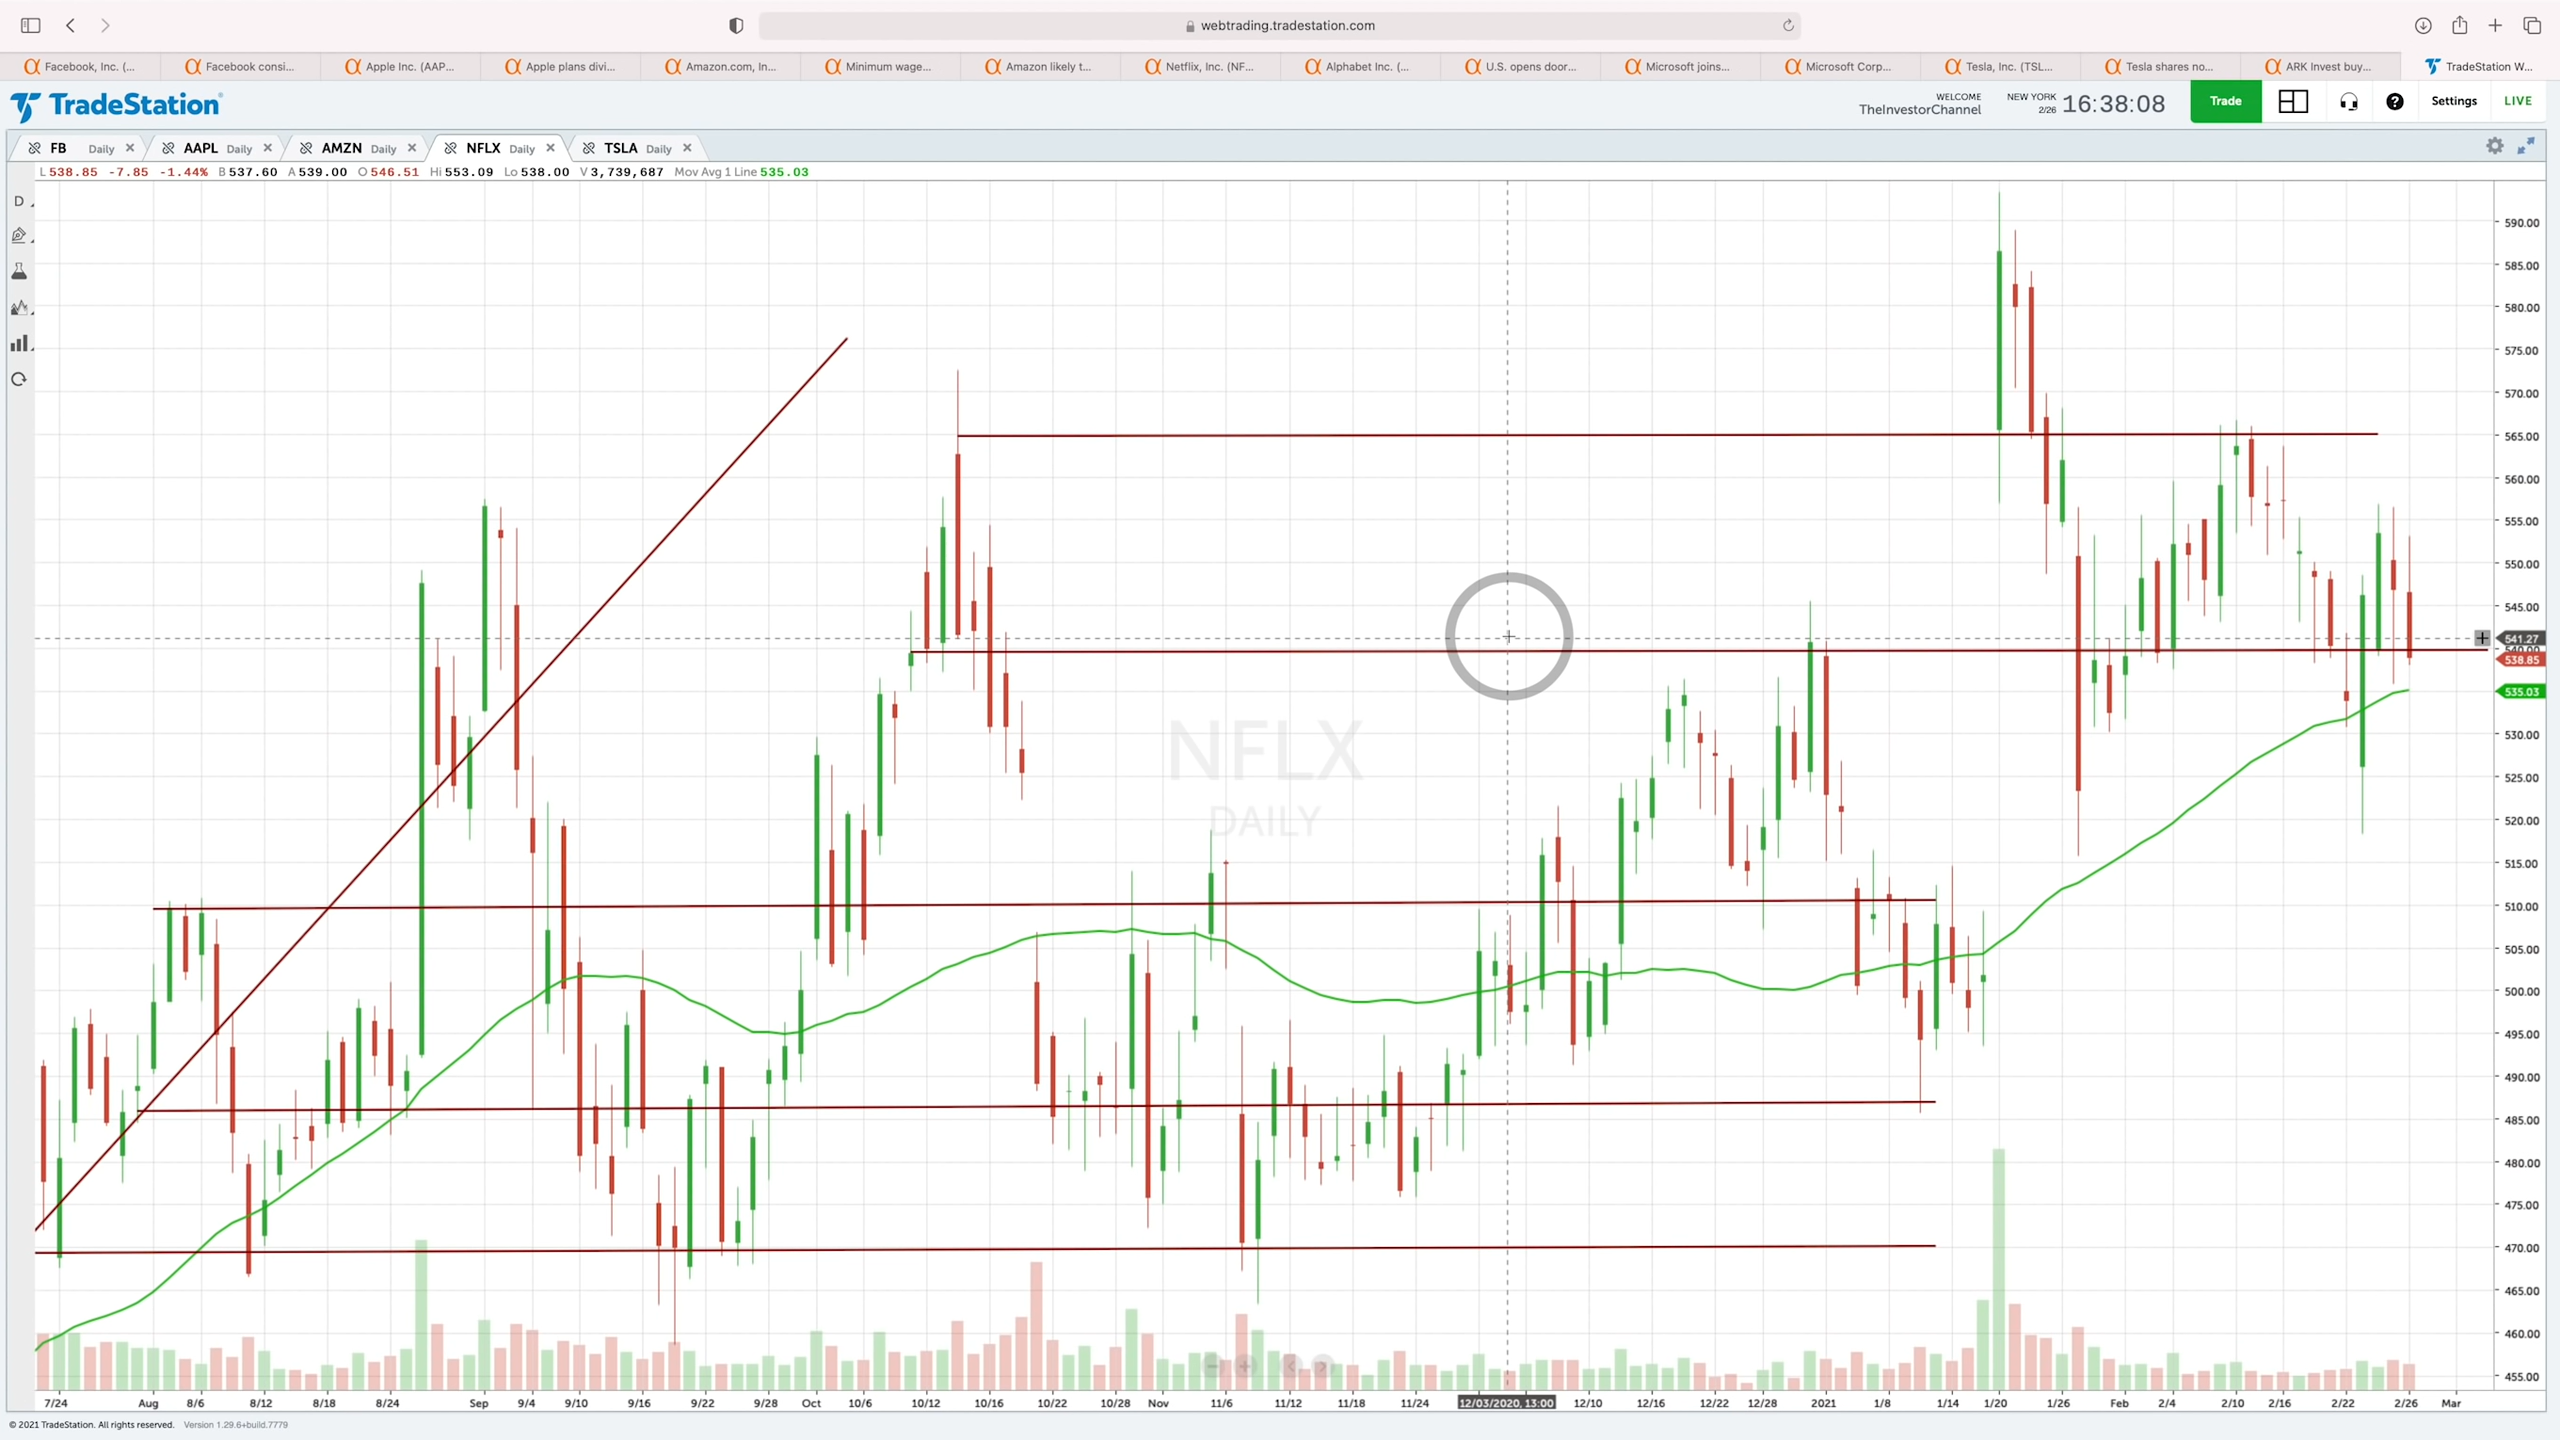 webtrading.tradestation.com
Facebook, Inc. (... Facebook consi... Apple Inc. (AAP... Apple plans divi... Amazon.com, In... Minimum wage... Amazon likely t... Netflix, Inc. (NF... Alphabet Inc. (... U.S. opens door... Microsoft joins... Microsoft Corp... Tesla, Inc. (TSL... Tesla shares no... ARK Invest buy... TradeStation W...
TradeStation
WELCOME
TheInvestorChannel
NEW YORK
2/26
16:38:08
Trade
Settings
LIVE
FB Daily AAPL Daily AMZN Daily NFLX Daily TSLA Daily
L 538.85 -7.85 -1.44% B 537.60 A 539.00 O 546.51 Hi 553.09 Lo 538.00 V 3,739,687 Mov Avg 1 Line 535.03
D
590.00
585.00
580.00
575.00
570.00
565.00
560.00
555.00
550.00
545.00
541.27
540.00
538.85
535.03
530.00
525.00
520.00
515.00
510.00
505.00
500.00
495.00
490.00
485.00
480.00
475.00
470.00
465.00
460.00
455.00
NFLX
DAILY
7/24 Aug 8/6 8/12 8/18 8/24 Sep 9/4 9/10 9/16 9/22 9/28 Oct 10/6 10/12 10/16 10/22 10/28 Nov 11/6 11/12 11/18 11/24 12/03/2020, 13:00 12/10 12/16 12/22 12/28 2021 1/8 1/14 1/20 1/26 Feb 2/4 2/10 2/16 2/22 2/26 Mar
© 2021 TradeStation. All rights reserved. Version 1.29.6+build.7779